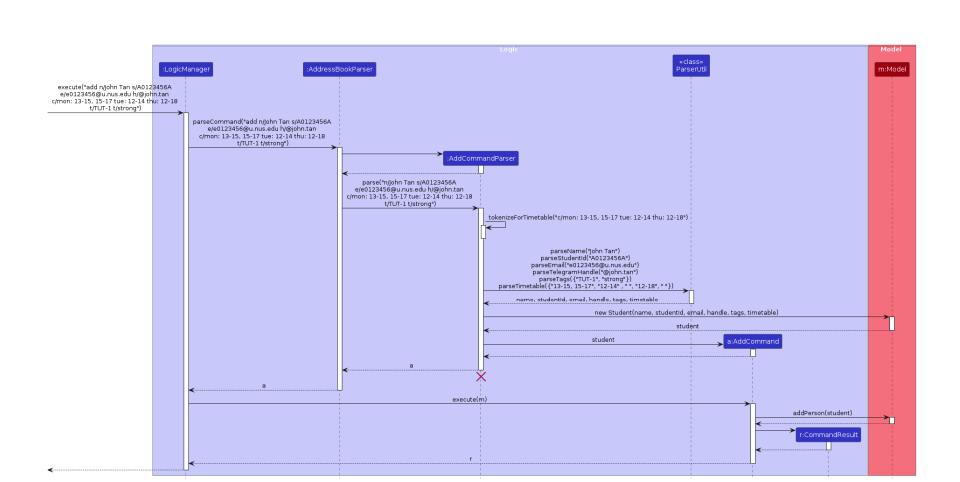 Logic
Model
«class»
ParserUtil
:LogicManager
:AddressBookParser
m:Model
execute("add n/John Tan s/A0123456A
e/e0123456@u.nus.edu h/@john.tan
c/mon: 13-15, 15-17 tue: 12-14 thu: 12-18
t/TUT-1 t/strong")
parseCommand("add n/John Tan s/A0123456A
e/e0123456@u.nus.edu h/@john.tan
c/mon: 13-15, 15-17 tue: 12-14 thu: 12-18
t/TUT-1 t/strong")
:AddCommandParser
parse("n/John Tan s/A0123456A
e/e0123456@u.nus.edu h/@john.tan
c/mon: 13-15, 15-17 tue: 12-14 thu: 12-18
t/TUT-1 t/strong")
tokenizeForTimetable("c/mon: 13-15, 15-17 tue: 12-14 thu: 12-18")
parseName("John Tan")
parseStudentId("A0123456A")
parseEmail("e0123456@u.nus.edu")
parseTelegramHandle("@john.tan")
parseTags({"TUT-1", "strong"})
parseTimetable({"13-15, 15-17", "12-14" , " ", "12-18", " "})
name, studentId, email, handle, tags, timetable
new Student(name, studentId, email, handle, tags, timetable)
student
student
a:AddCommand
a
a
execute(m)
addPerson(student)
r:CommandResult
r